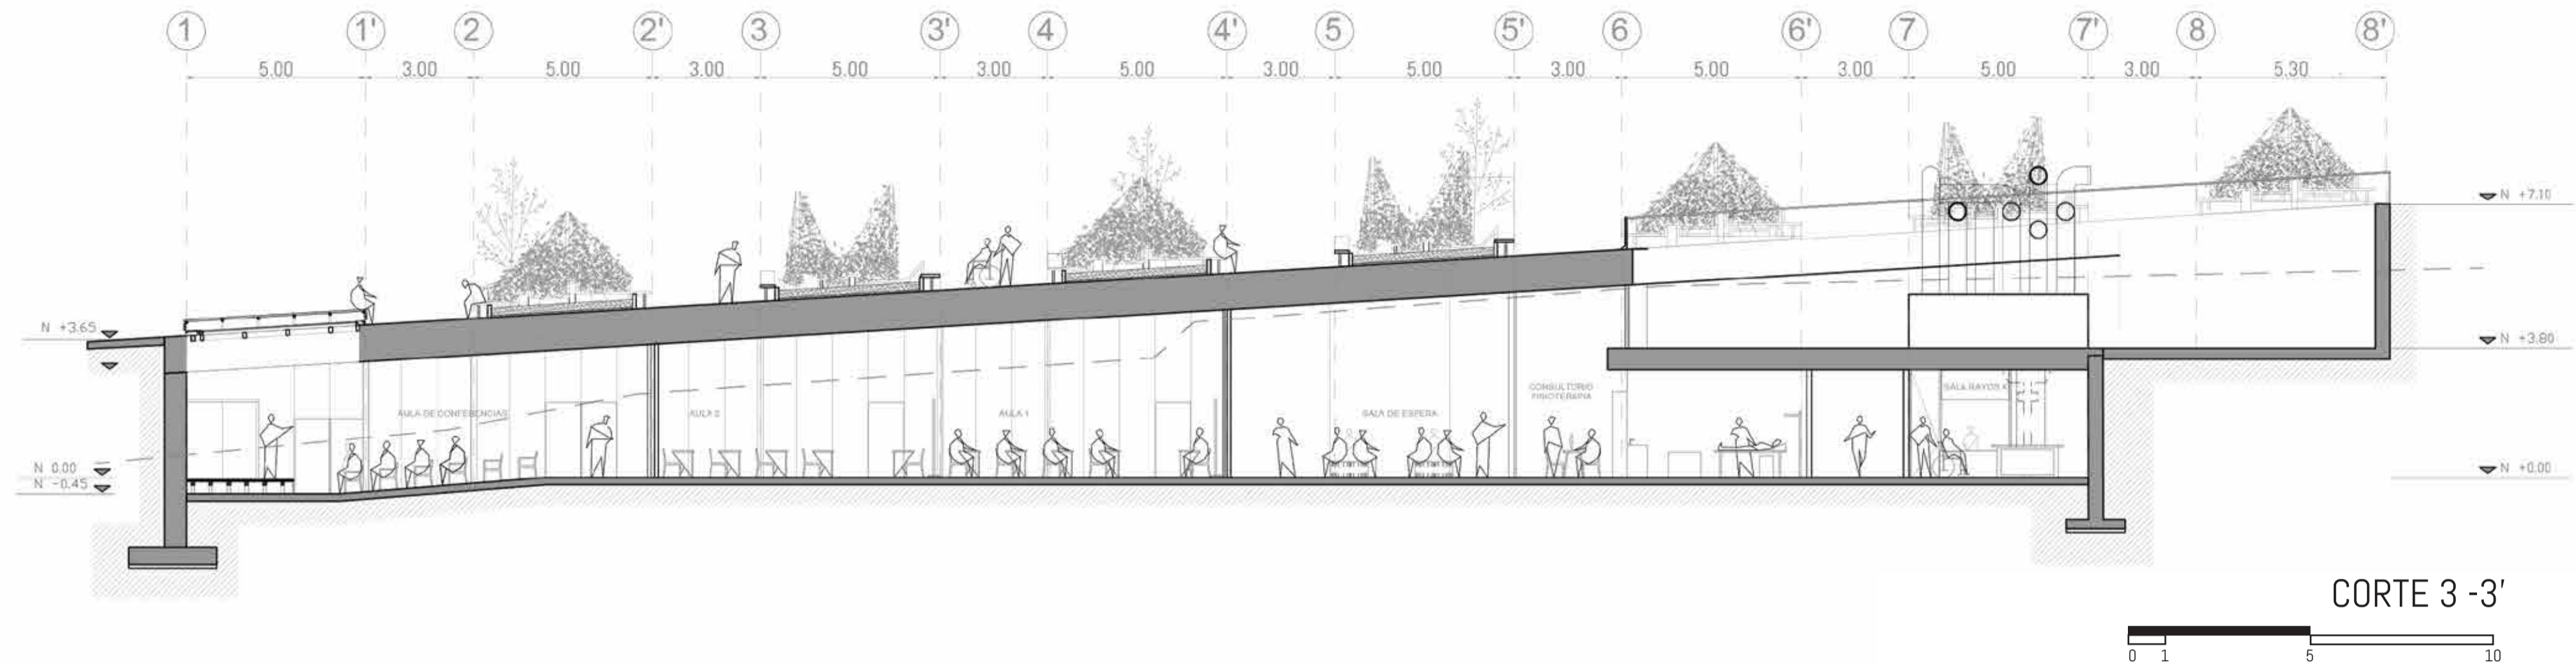 1 1' 2 2' 3 3' 4 4' 5 5' 6 6' 7 7' 8 8'
5.00 3.00 5.00 3.00 5.00 3.00 5.00 3.00 5.00 3.00 5.00 3.00 5.00 3.00 5.30
N +7.10
N +3.65
N +3.80
CONSULTORIO
FISIOTERAPIA
SALA RAYOS X
AULA DE CONFERENCIAS
AULA 2
AULA 1
SALA DE ESPERA
N 0.00
N +0.00
N -0.45
CORTE 3 -3'
0 1 5 10